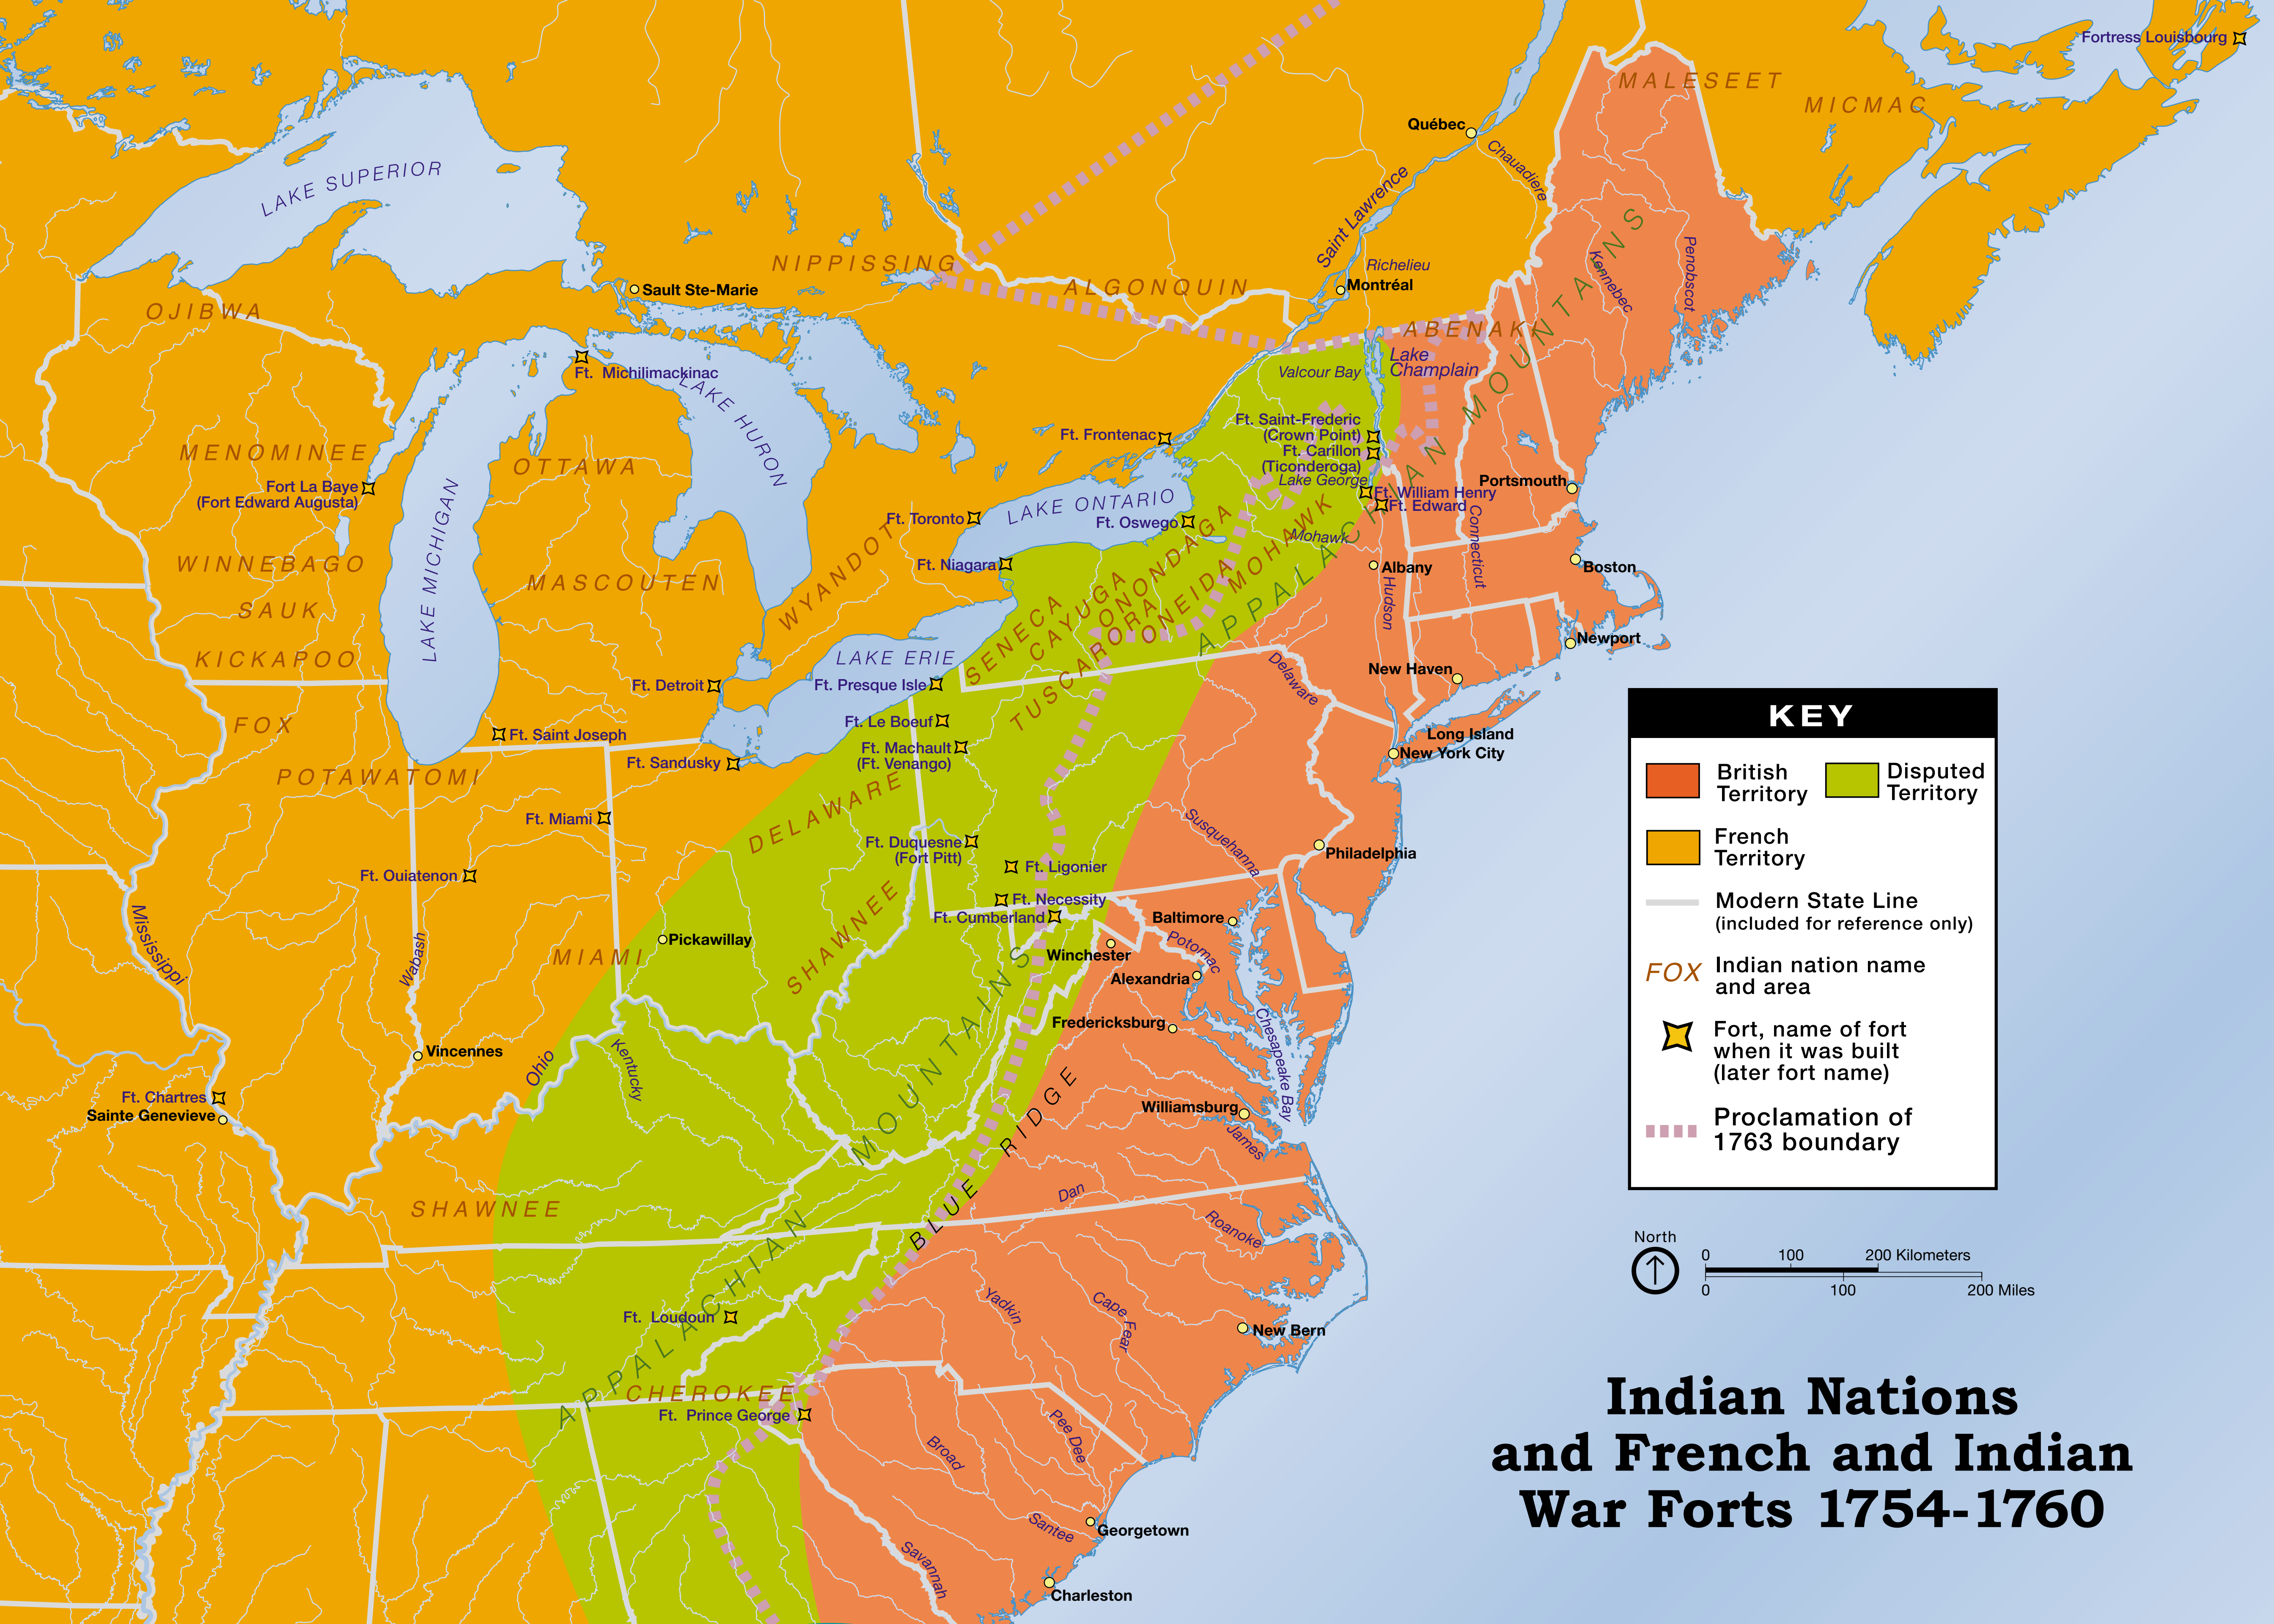 Fortress Louisbourg
MALESEET
MICMAC
Québec
Chauadiere
LAKE SUPERIOR
Saint Lawrence
Kennebec
Penobscot
NIPPISSING
ALGONQUIN
Richelieu
Montréal
Sault Ste-Marie
OJIBWA
ABENAKI
Lake
Champlain
Valcour Bay
Ft. Michilimackinac
LAKE HURON
Ft. Saint-Frederic
(Crown Point)
Ft. Carillon
(Ticonderoga)
Lake George
Ft. Frontenac
MENOMINEE
OTTAWA
Fort La Baye
(Fort Edward Augusta)
Ft. William Henry
Ft. Edward
Portsmouth
LAKE MICHIGAN
Ft. Toronto
LAKE ONTARIO
Ft. Oswego
Mohawk
Connecticut
WINNEBAGO
MASCOUTEN
WYANDOT
Ft. Niagara
Albany
Hudson
Boston
SAUK
SENECA
CAYUGA
ONONDAGA
TUSCARORA
ONEIDA
MOHAWK
APPALACHIAN MOUNTAINS
Newport
KICKAPOO
LAKE ERIE
New Haven
Delaware
Ft. Detroit
Ft. Presque Isle
FOX
Ft. Saint Joseph
Ft. Le Boeuf
Ft. Machault
(Ft. Venango)
Long Island
New York City
POTAWATOMI
Ft. Sandusky
DELAWARE
Ft. Miami
Susquehanna
Ft. Duquesne
(Fort Pitt)
Ft. Ligonier
Philadelphia
Ft. Ouiatenon
Ft. Necessity
Ft. Cumberland
SHAWNEE
Baltimore
Mississippi
Wabash
Pickawillay
MIAMI
Winchester
Potomac
Alexandria
Fredericksburg
Chesapeake Bay
Vincennes
Ohio
Kentucky
Ft. Chartres
Sainte Genevieve
Williamsburg
James
BLUE RIDGE
SHAWNEE
Dan
Roanoke
APPALACHIAN MOUNTAINS
Ft. Loudoun
Yadkin
Cape Fear
New Bern
CHEROKEE
Ft. Prince George
Broad
Pee Dee
Santee
Georgetown
Savannah
Charleston
KEY
British
Territory
Disputed
Territory
French
Territory
Modern State Line
(included for reference only)
FOX
Indian nation name
and area
Fort, name of fort
when it was built
(later fort name)
Proclamation of
1763 boundary
North
0 100 200 Kilometers
0 100 200 Miles
Indian Nations
and French and Indian
War Forts 1754-1760